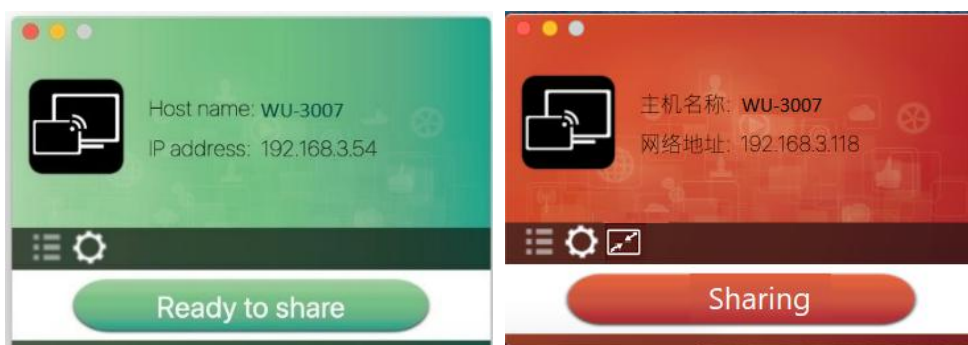 Host name: WU-3007
IP address: 192.168.3.54
Ready to share
主机名称: WU-3007
网络地址: 192.168.3.118
Sharing